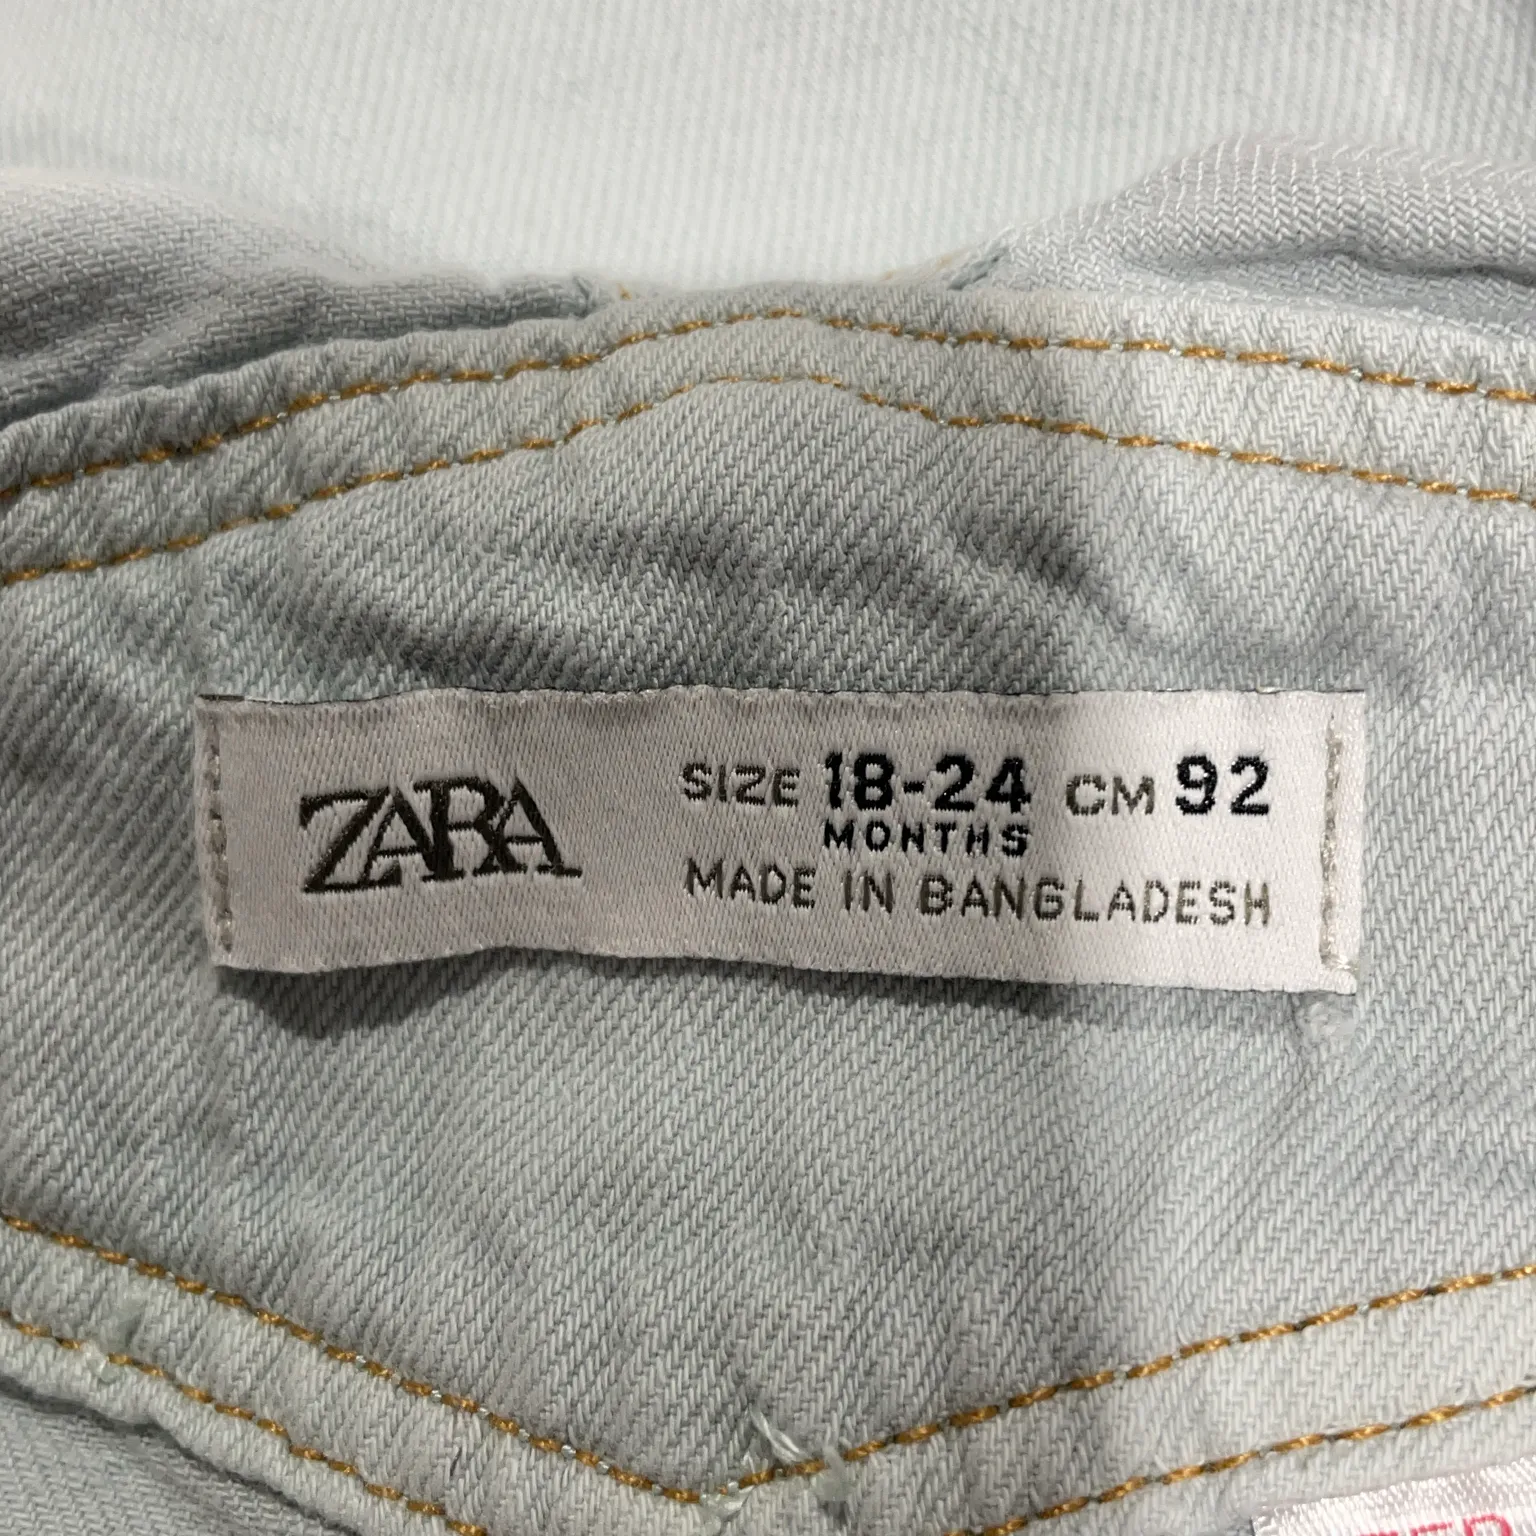 ZARA
SIZE 18-24 CM 92
MONTHS
MADE IN BANGLADESH